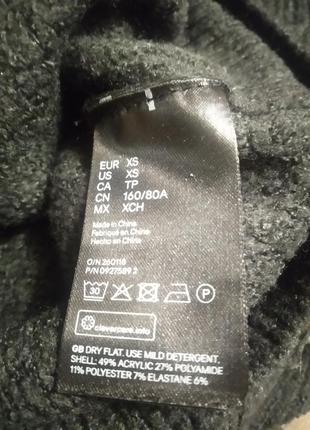 EUR XS
US XS
CA TP
CN 160/80A
MX XCH
Made in China
Fabriqué en Chine
Hecho en China
O/N 260118
P/N 0927589 2
30
P
clevercare.info
GB DRY FLAT. USE MILD DETERGENT.
SHELL: 49% ACRYLIC 27% POLYAMIDE
11% POLYESTER 7% ELASTANE 6%